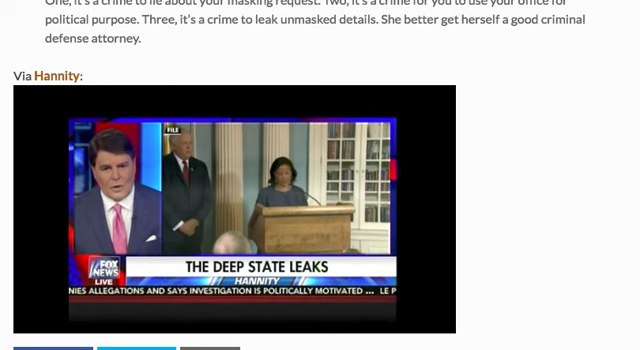 One, it's a crime to lie about your masking request. Two, it's a crime for you to use your office for
political purpose. Three, it's a crime to leak unmasked details. She better get herself a good criminal
defense attorney.
Via Hannity:
FILE
FOX
NEWS
LIVE
THE DEEP STATE LEAKS
HANNITY
NIES ALLEGATIONS AND SAYS INVESTIGATION IS POLITICALLY MOTIVATED ... LE P